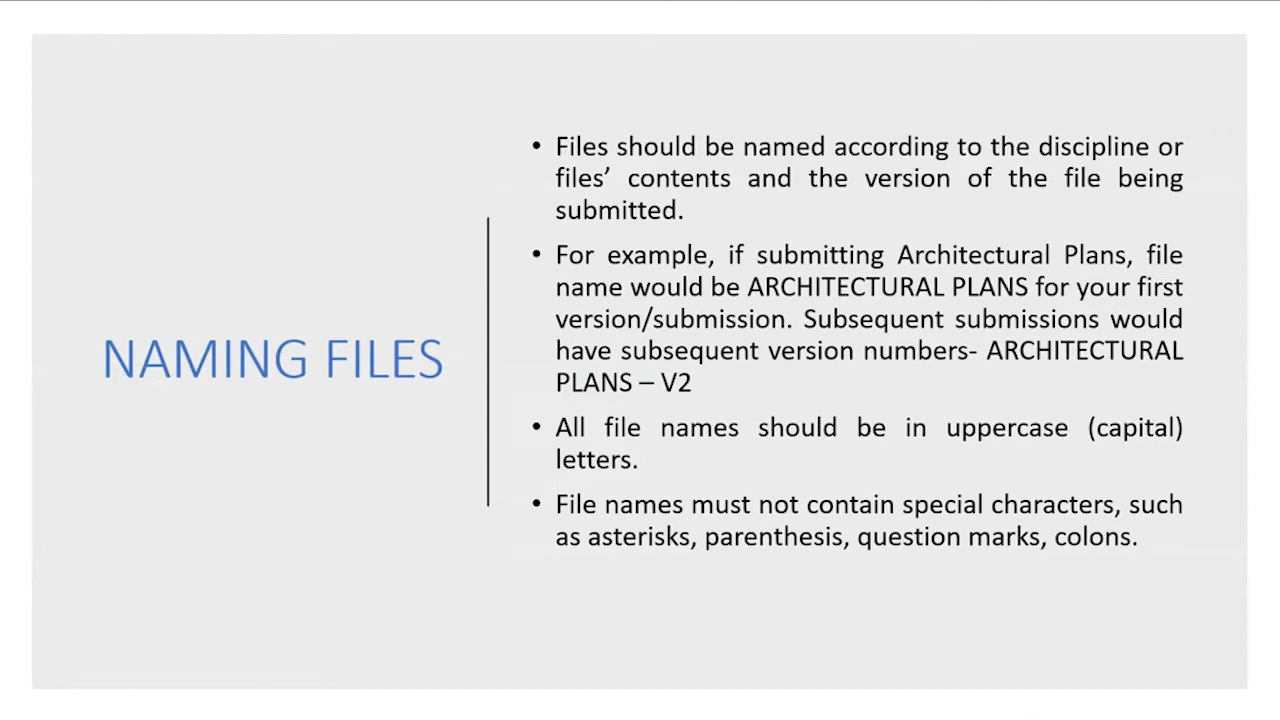 NAMING FILES
• Files should be named according to the discipline or
files’ contents and the version of the file being
submitted.
• For example, if submitting Architectural Plans, file
name would be ARCHITECTURAL PLANS for your first
version/submission. Subsequent submissions would
have subsequent version numbers- ARCHITECTURAL
PLANS – V2
• All file names should be in uppercase (capital)
letters.
• File names must not contain special characters, such
as asterisks, parenthesis, question marks, colons.